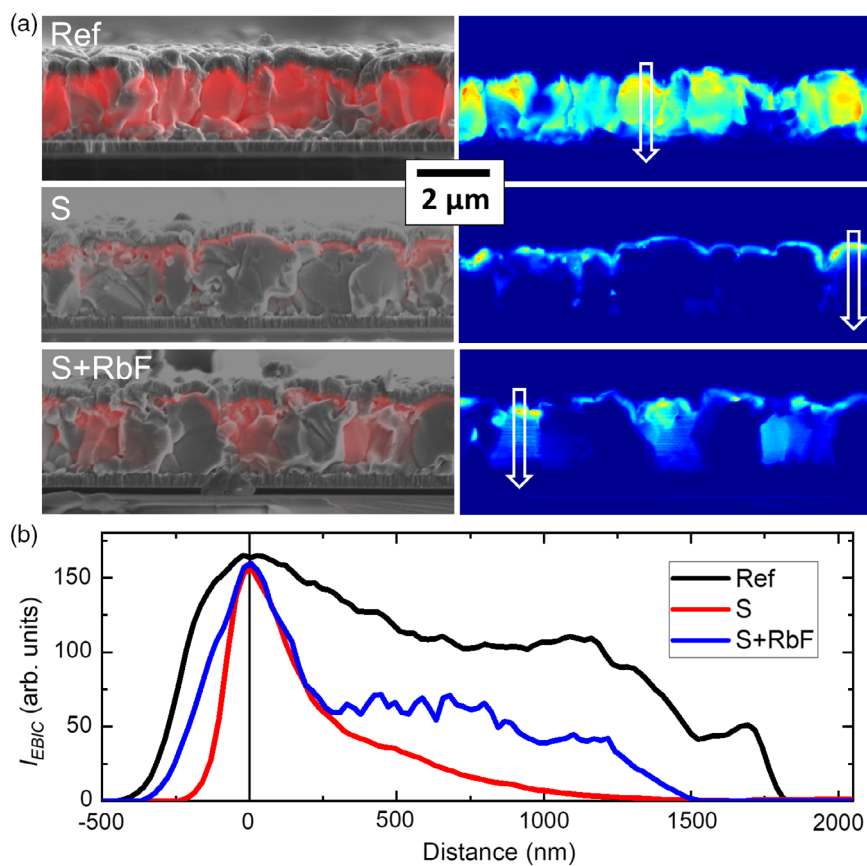 (a)
Ref
2 μm
S
S+RbF
(b)
150
100
50
0
I_EBIC (arb. units)
Ref
S
S+RbF
-500
0
500
1000
1500
2000
Distance (nm)